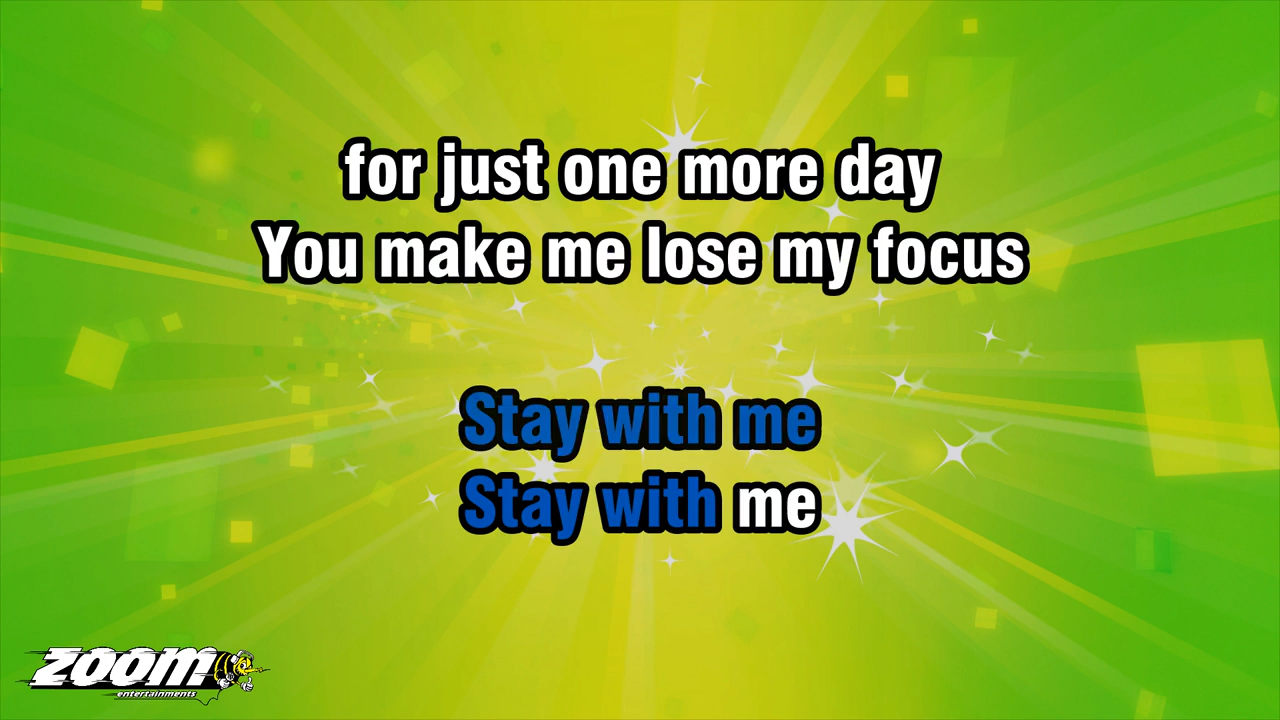 for just one more day
You make me lose my focus
Stay with me
Stay with me
zoom
entertainments